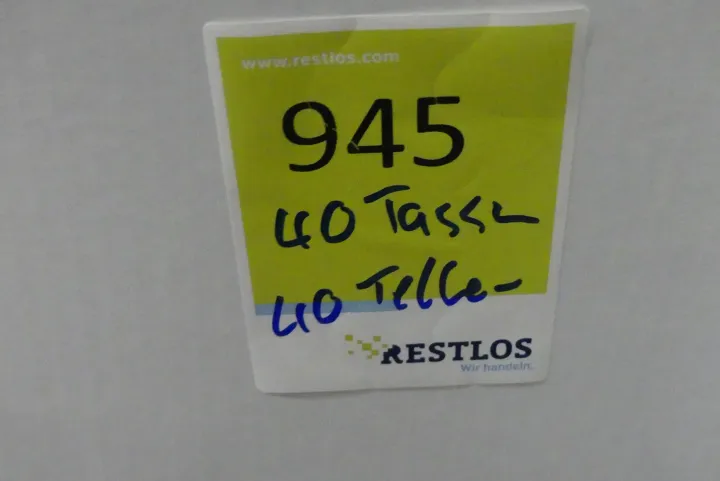 www.restlos.com
945
40 Tassen
40 Teller
RESTLOS
Wir handeln.